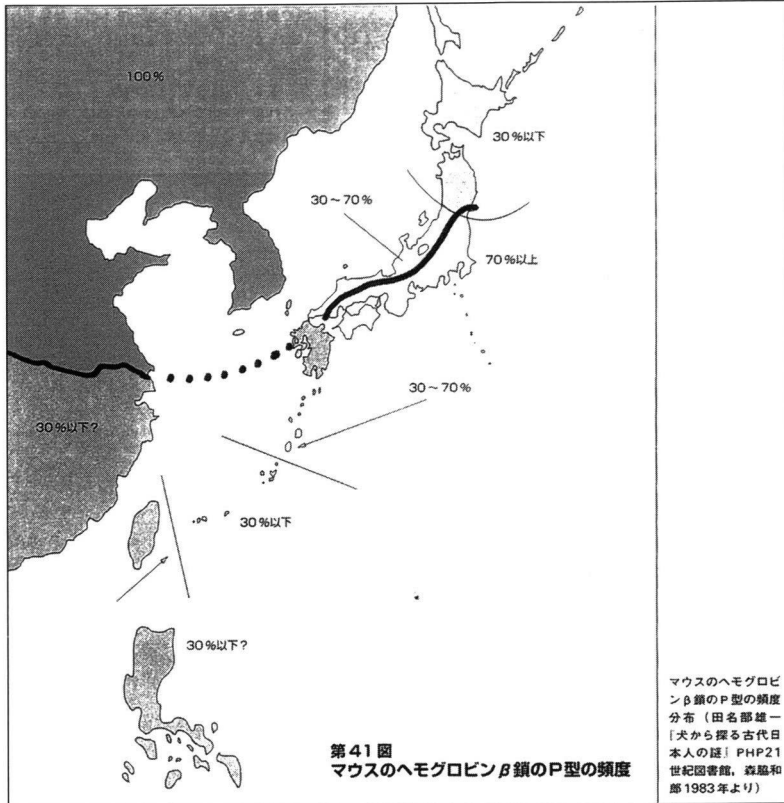 100%
30%以下
30～70%
70%以上
30～70%
30%以下?
30%以下
30%以下?
第41図
マウスのヘモグロビンβ鎖のP型の頻度
マウスのヘモグロビ
ンβ鎖のP型の頻度
分布（田名部雄一
『犬から探る古代日
本人の謎』PHP21
世紀図書館，森脇和
郎1983年より）